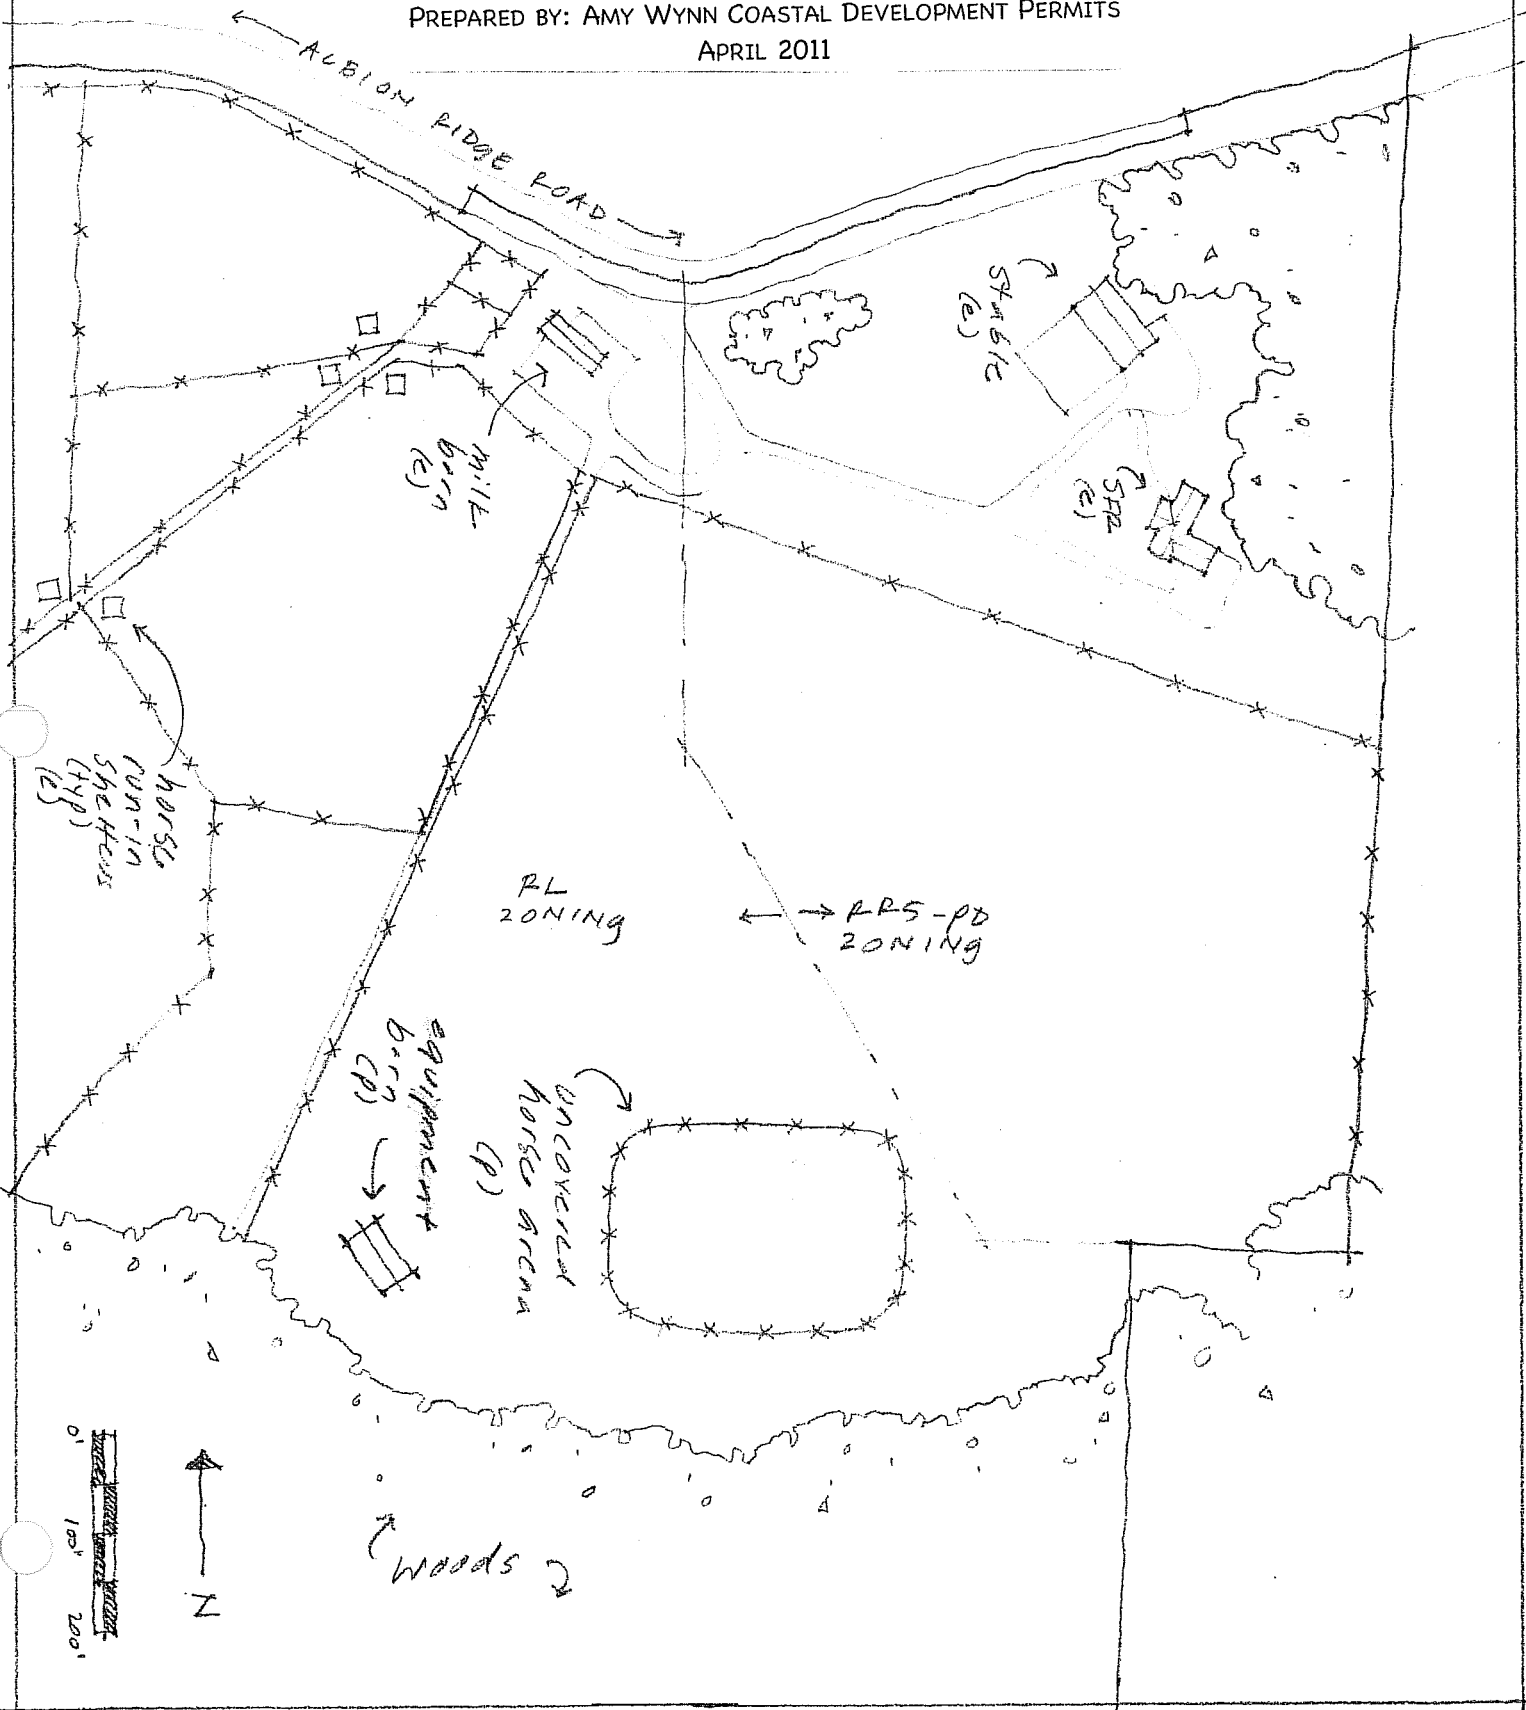 PREPARED BY: AMY WYNN COASTAL DEVELOPMENT PERMITS
APRIL 2011
ALBION RIDGE ROAD
Stable
(e)
SFR
(e)
milk
barn
(e)
horse
run-in
shelters
(typ)
(e)
RL
ZONING
RR5-PD
ZONING
equipment
barn
(p)
uncovered
horse arena
(p)
woods
N
0'
100'
200'